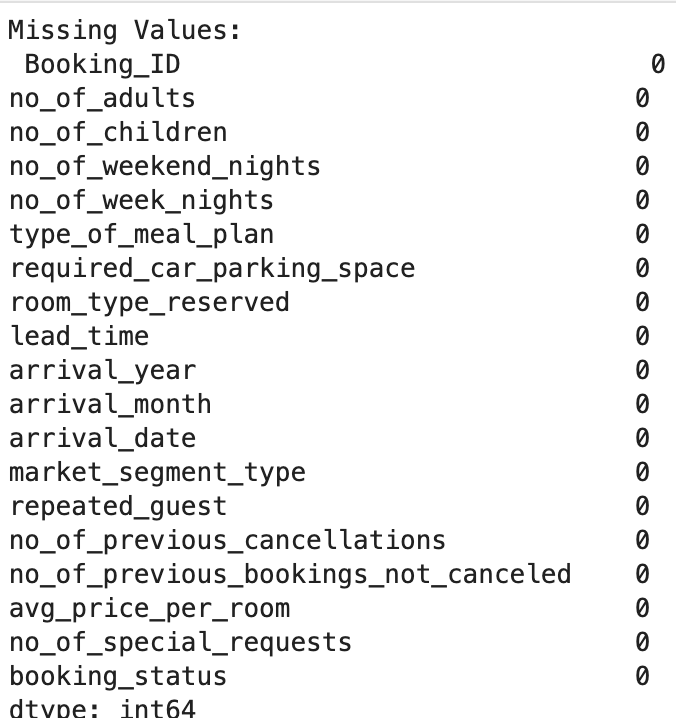 Missing Values:
 Booking_ID                              0
no_of_adults                            0
no_of_children                          0
no_of_weekend_nights                    0
no_of_week_nights                       0
type_of_meal_plan                       0
required_car_parking_space              0
room_type_reserved                      0
lead_time                               0
arrival_year                            0
arrival_month                           0
arrival_date                            0
market_segment_type                     0
repeated_guest                          0
no_of_previous_cancellations            0
no_of_previous_bookings_not_canceled    0
avg_price_per_room                      0
no_of_special_requests                  0
booking_status                          0
dtype: int64